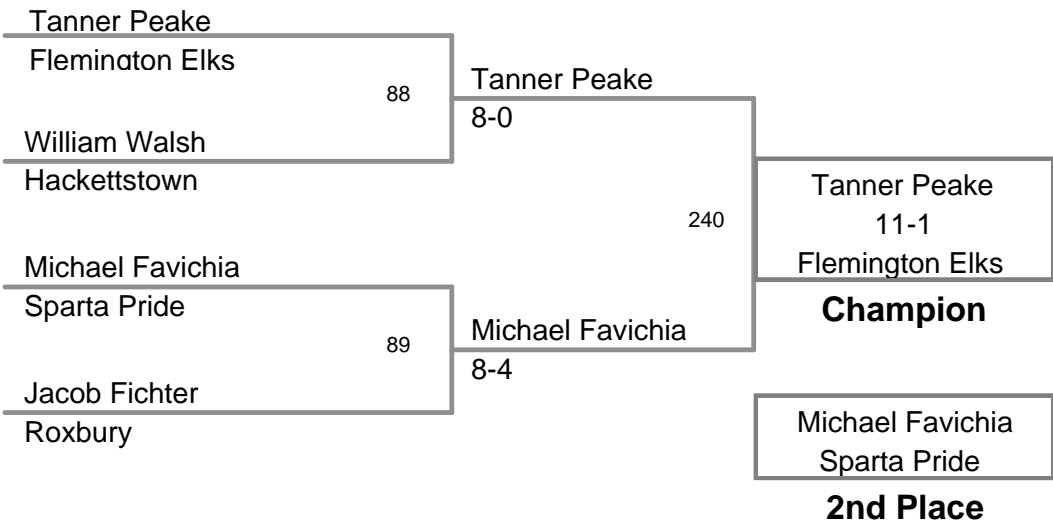 Tanner Peake
Flemington Elks
88
William Walsh
Hackettstown
Tanner Peake
8-0
Michael Favichia
Sparta Pride
89
Jacob Fichter
Roxbury
Michael Favichia
8-4
240
Tanner Peake
11-1
Flemington Elks
Champion
Michael Favichia
Sparta Pride
2nd Place